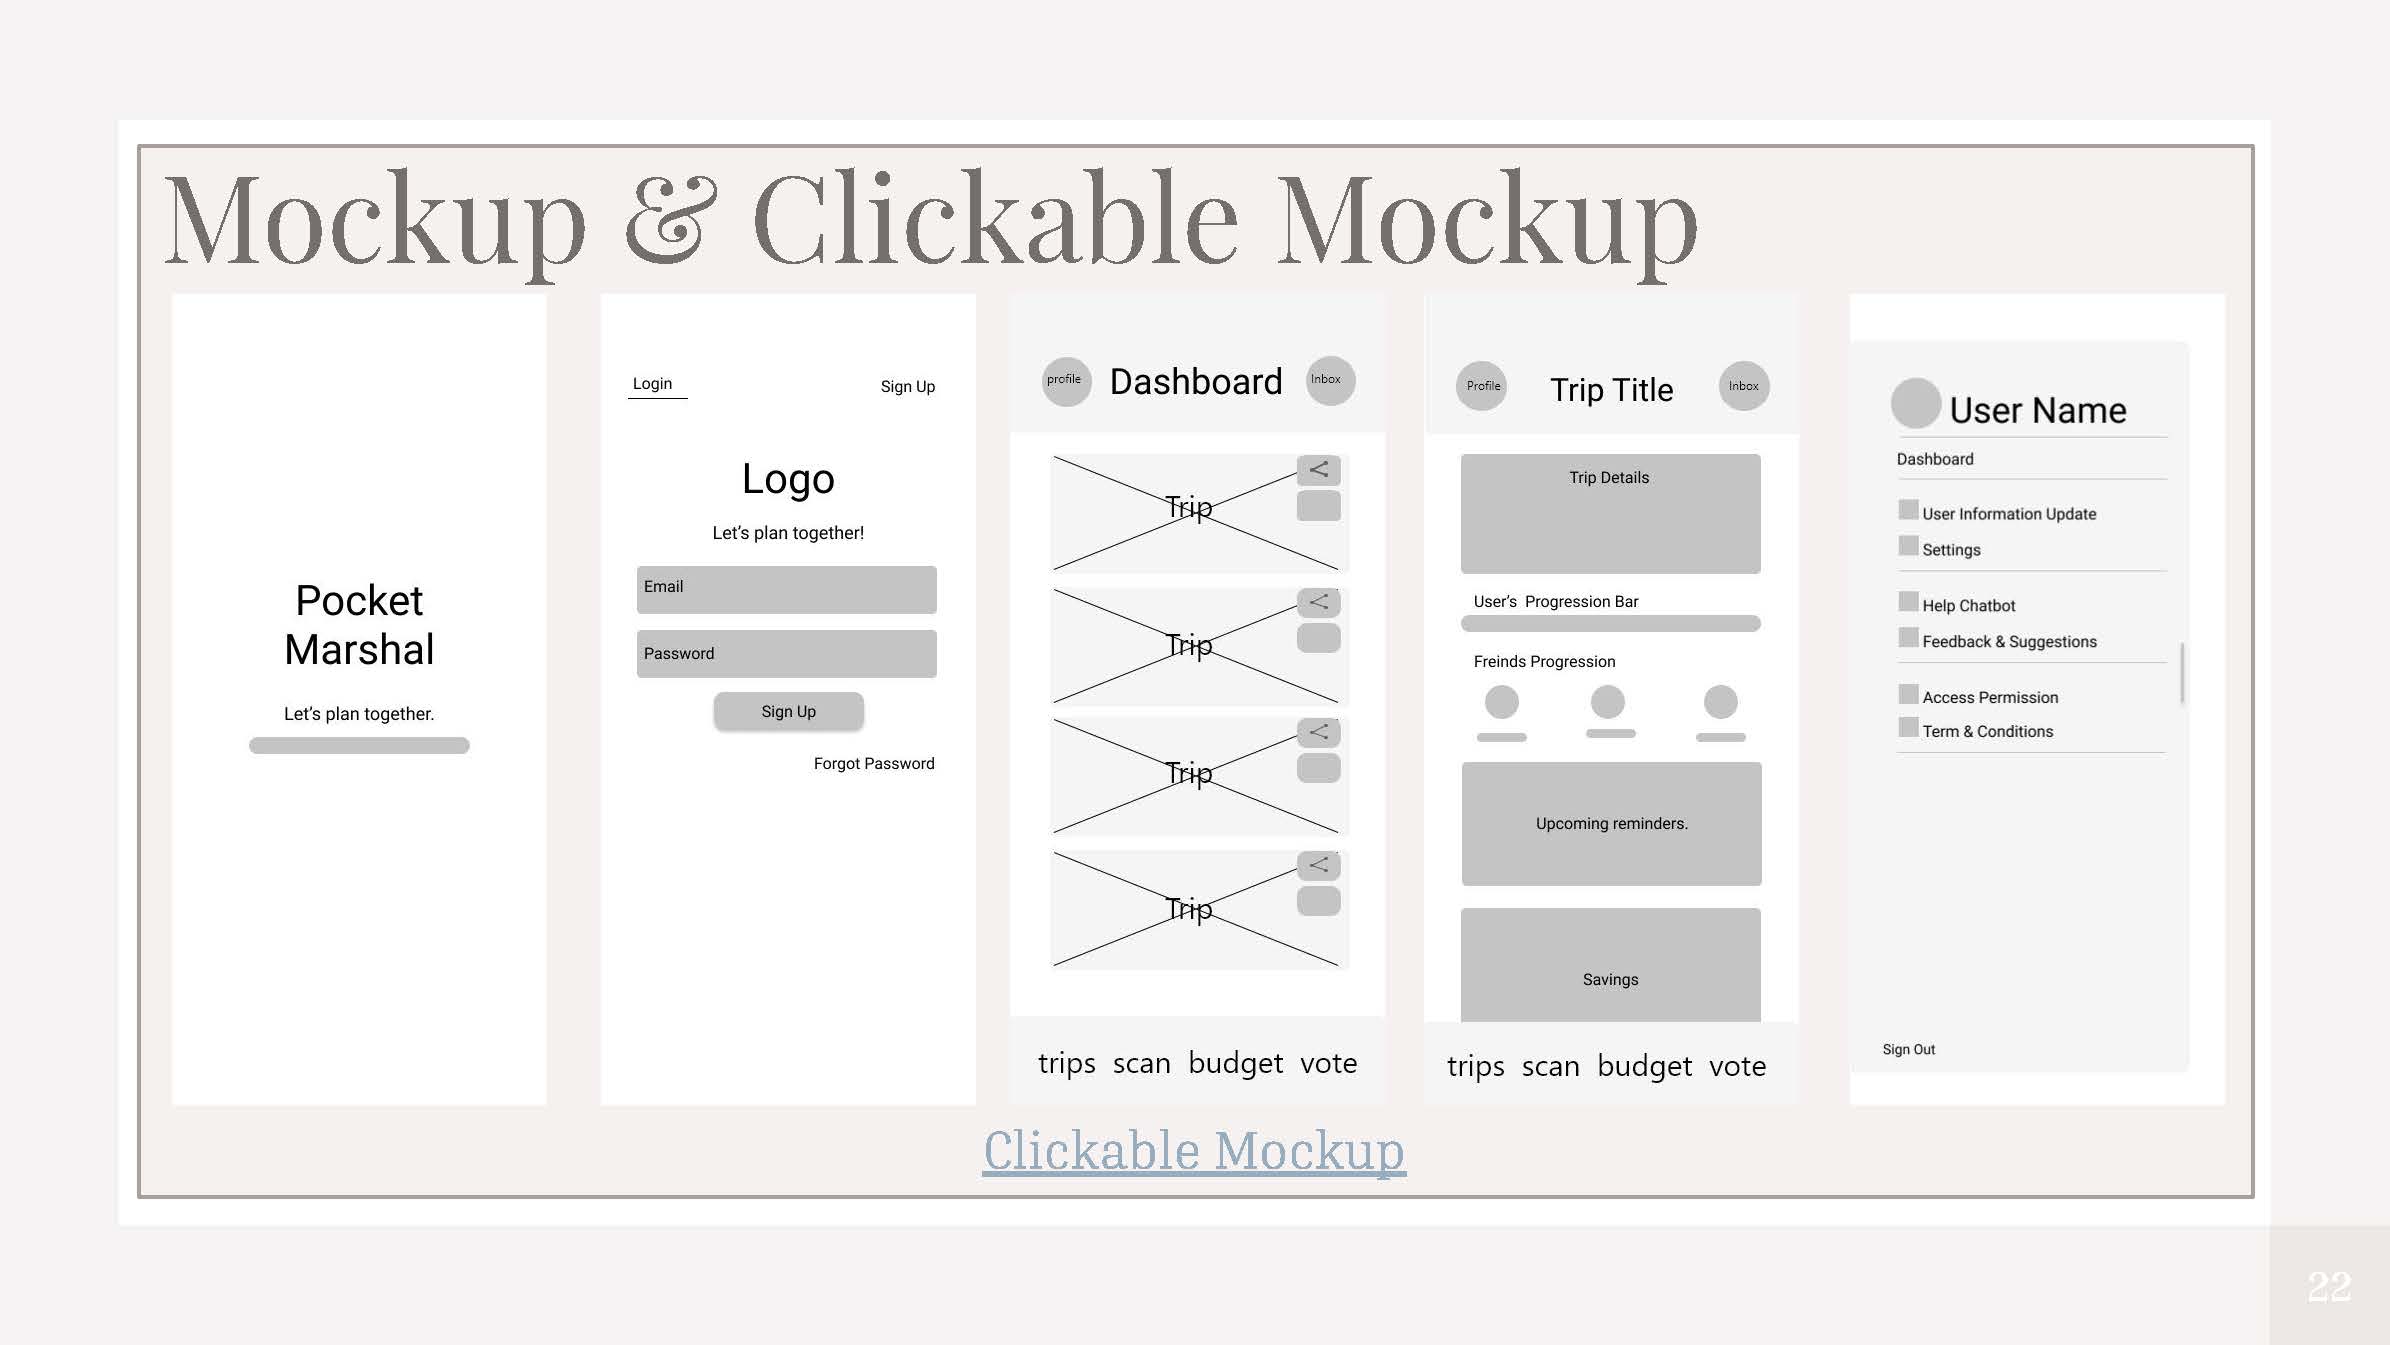 Mockup & Clickable Mockup
Pocket
Marshal
Let's plan together.
Login
Sign Up
Logo
Let's plan together!
Email
Password
Sign Up
Forgot Password
profile
Dashboard
Inbox
Trip
Trip
Trip
Trip
trips scan budget vote
Profile
Trip Title
Inbox
Trip Details
User's Progression Bar
Freinds Progression
Upcoming reminders.
Savings
trips scan budget vote
User Name
Dashboard
User Information Update
Settings
Help Chatbot
Feedback & Suggestions
Access Permission
Term & Conditions
Sign Out
Clickable Mockup
22